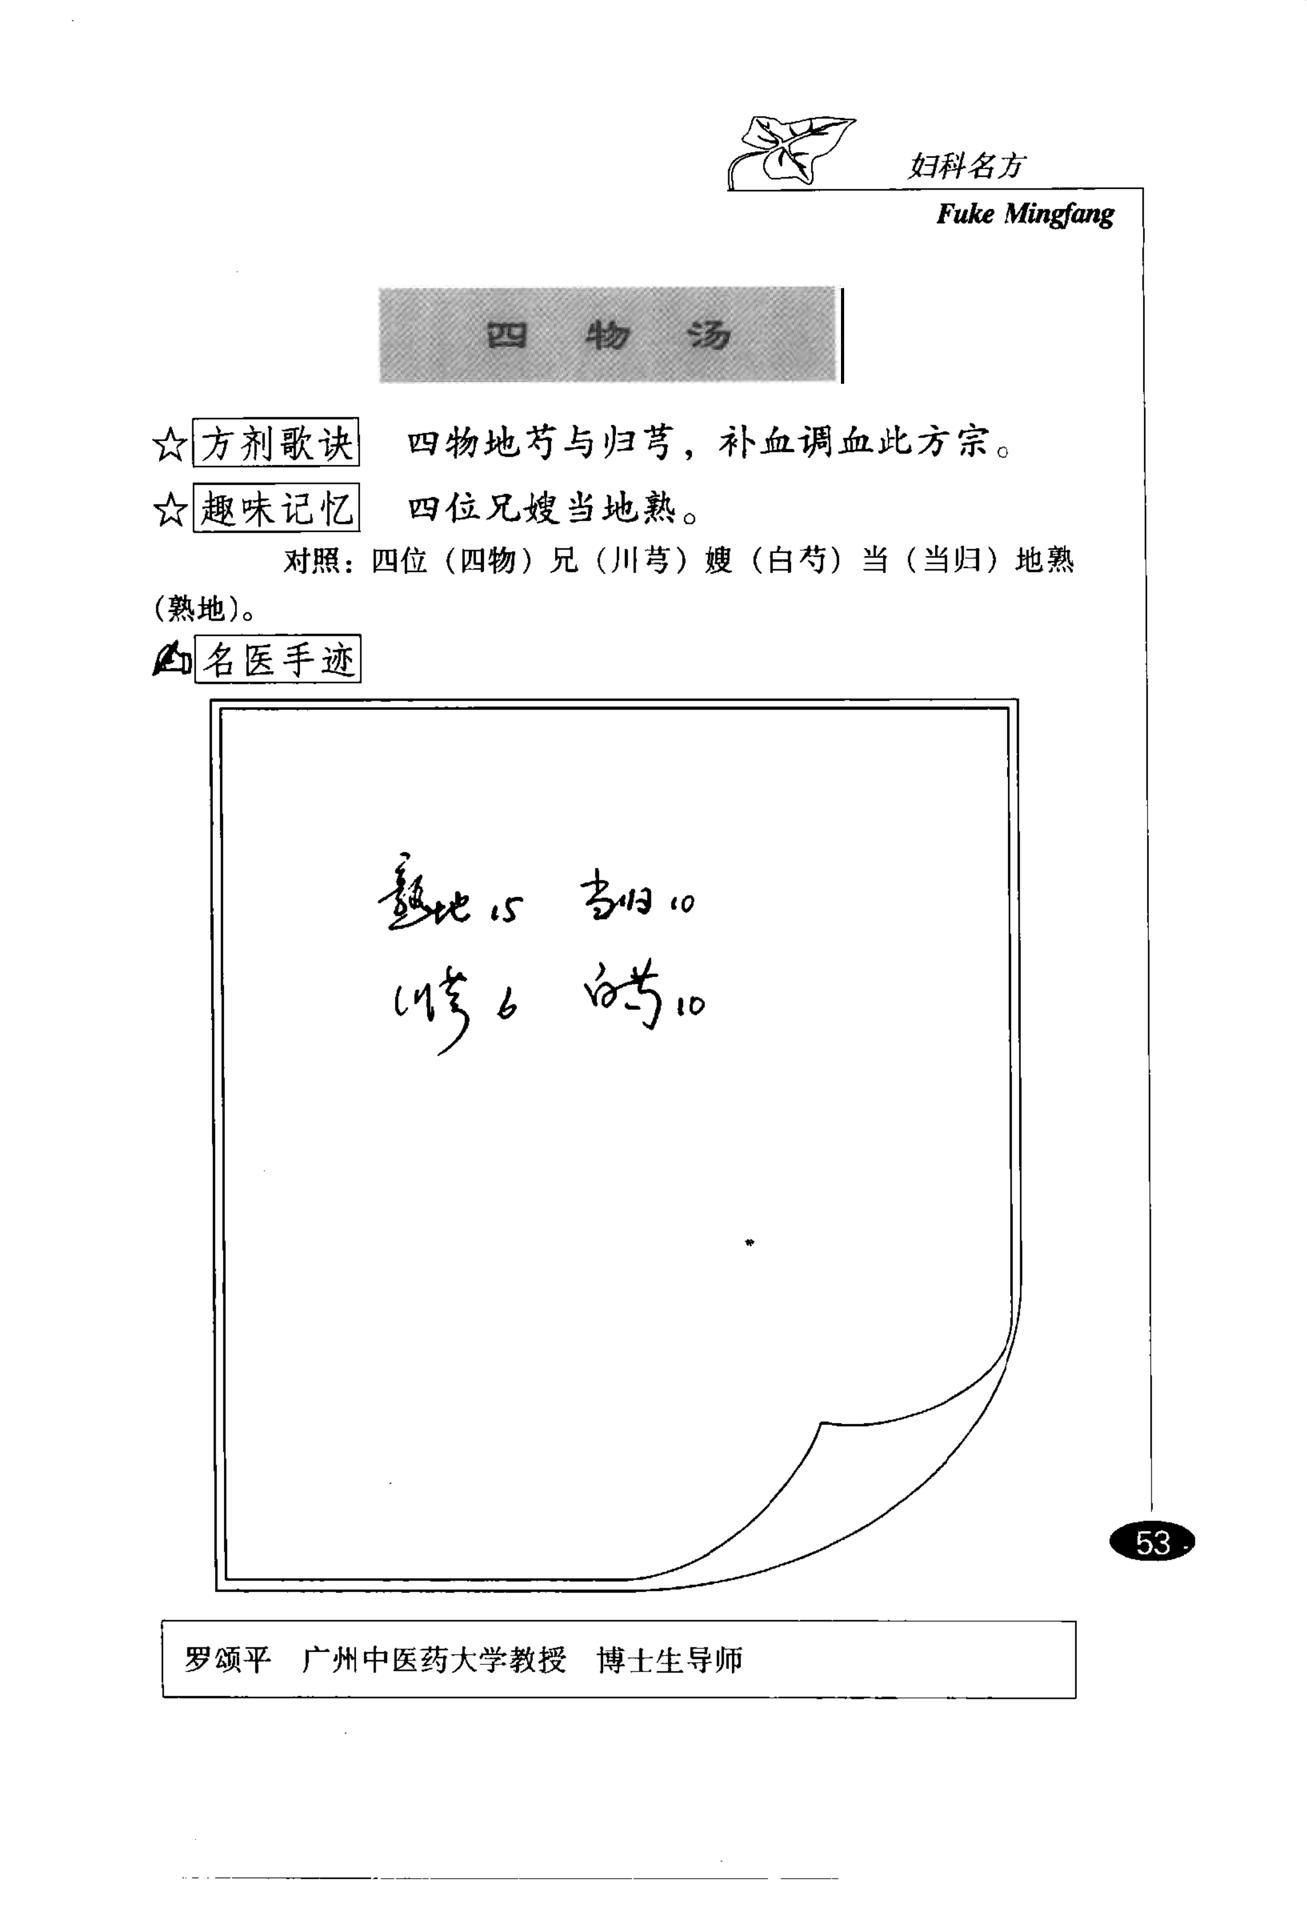 妇科名方
Fuke Mingfang
四物汤
☆方剂歌诀 四物地芍与归芎，补血调血此方宗。
☆趣味记忆 四位兄嫂当地熟。
对照：四位（四物）兄（川芎）嫂（白芍）当（当归）地熟
（熟地）。
名医手迹
熟地 15 当归 10
川芎 6 白芍 10
53
罗颂平 广州中医药大学教授 博士生导师